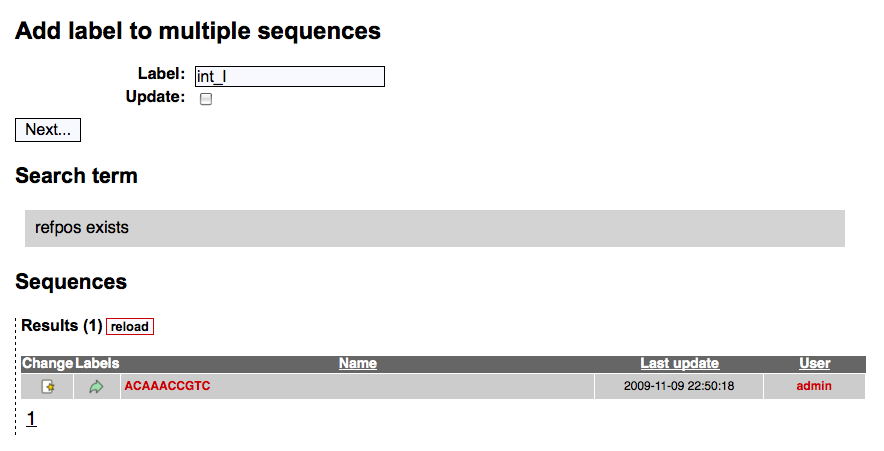 Add label to multiple sequences
Label: int_l
Update:
Next...
Search term
refpos exists
Sequences
Results (1) reload
Change Labels Name Last update User
ACAAACCGTC 2009-11-09 22:50:18 admin
1